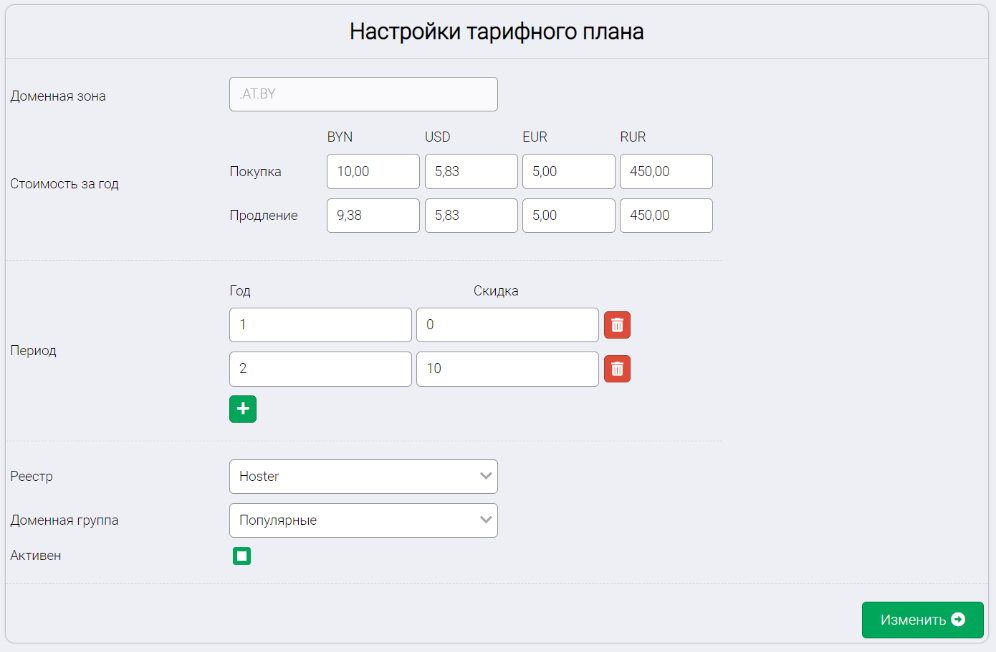 Настройки тарифного плана
Доменная зона
.AT.BY
BYN USD EUR RUR
Стоимость за год
Покупка 10,00 5,83 5,00 450,00
Продление 9,38 5,83 5,00 450,00
Год Скидка
1 0
Период
2 10
Реестр Hoster
Доменная группа Популярные
Активен
Изменить